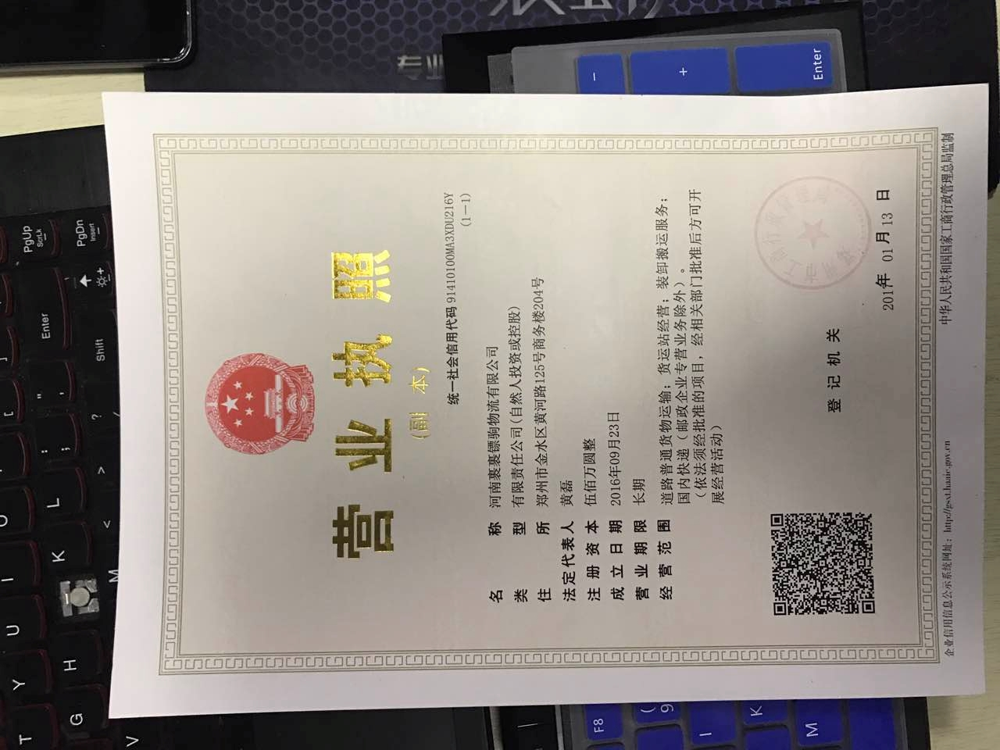 营业执照
(副 本)
统一社会信用代码 91410100MA3XDU216Y
(1-1)
名称 河南裹裹镖驹物流有限公司
类型 有限责任公司(自然人投资或控股)
住所 郑州市金水区黄河路125号商务楼204号
法定代表人 黄磊
注册资本 伍佰万圆整
成立日期 2016年09月23日
营业期限 长期
经营范围 道路普通货物运输；货运站经营；装卸搬运服务；
国内快递（邮政企业专营业务除外）。
（依法须经批准的项目，经相关部门批准后方可开
展经营活动）
登记机关
01月13日
企业信用信息公示系统网址：http://gsxt.haaic.gov.cn
中华人民共和国国家工商行政管理总局监制
专业
-
+
Enter
PgUp
ScrLk
PgDn
Insert
Enter
Shift
F8
(
9
I
K
M
T
Y
U
I
G
H
K
L
V
M
<
>
?